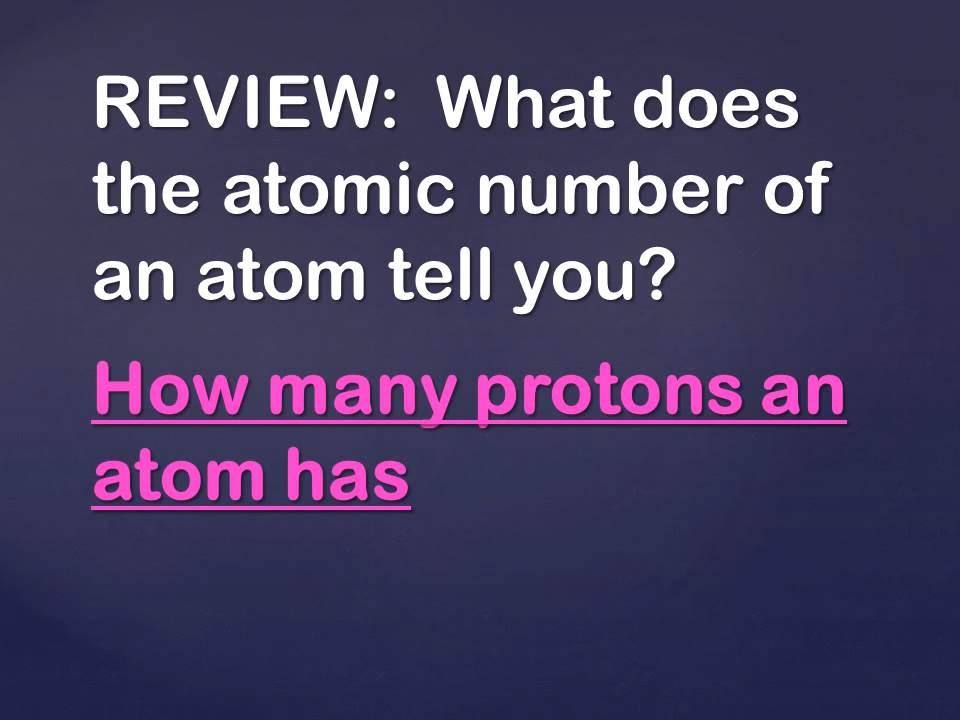 REVIEW:  What does
the atomic number of
an atom tell you?
How many protons an
atom has